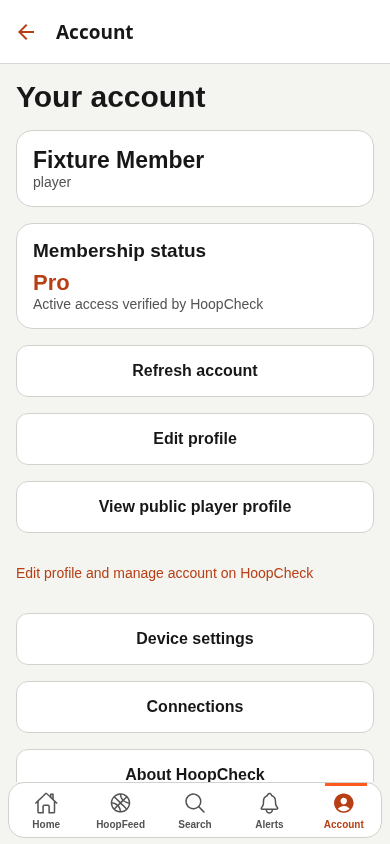 Account
Your account
Fixture Member
player
Membership status
Pro
Active access verified by HoopCheck
Refresh account
Edit profile
View public player profile
Edit profile and manage account on HoopCheck
Device settings
Connections
About HoopCheck
Home HoopFeed Search Alerts Account